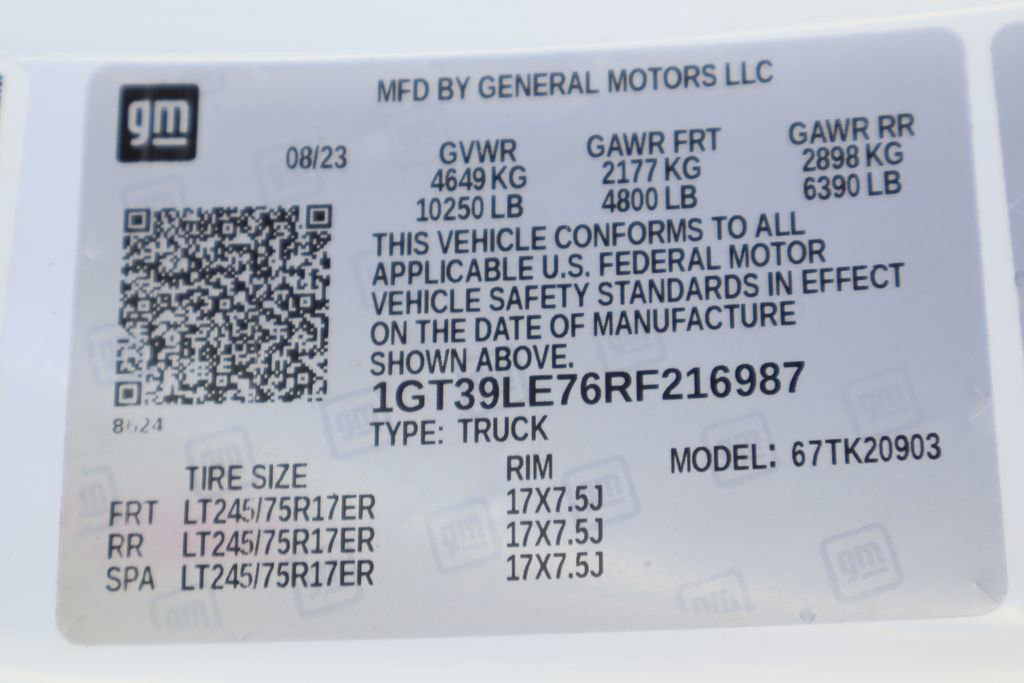 gm
MFD BY GENERAL MOTORS LLC
08/23 GVWR GAWR FRT GAWR RR
4649 KG 2177 KG 2898 KG
10250 LB 4800 LB 6390 LB
THIS VEHICLE CONFORMS TO ALL
APPLICABLE U.S. FEDERAL MOTOR
VEHICLE SAFETY STANDARDS IN EFFECT
ON THE DATE OF MANUFACTURE
SHOWN ABOVE.
1GT39LE76RF216987
TYPE: TRUCK
MODEL: 67TK20903
TIRE SIZE RIM
FRT LT245/75R17ER 17X7.5J
RR LT245/75R17ER 17X7.5J
SPA LT245/75R17ER 17X7.5J